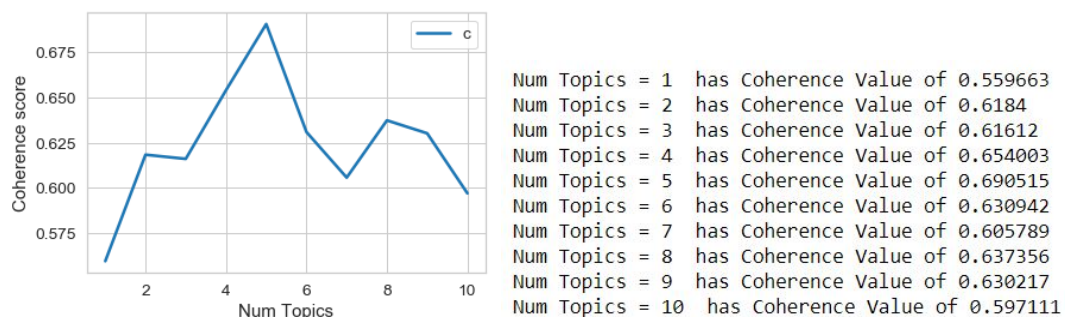 c
0.675
0.650
0.625
0.600
0.575
Coherence score
2 4 6 8 10
Num Topics
Num Topics = 1  has Coherence Value of 0.559663
Num Topics = 2  has Coherence Value of 0.6184
Num Topics = 3  has Coherence Value of 0.61612
Num Topics = 4  has Coherence Value of 0.654003
Num Topics = 5  has Coherence Value of 0.690515
Num Topics = 6  has Coherence Value of 0.630942
Num Topics = 7  has Coherence Value of 0.605789
Num Topics = 8  has Coherence Value of 0.637356
Num Topics = 9  has Coherence Value of 0.630217
Num Topics = 10  has Coherence Value of 0.597111